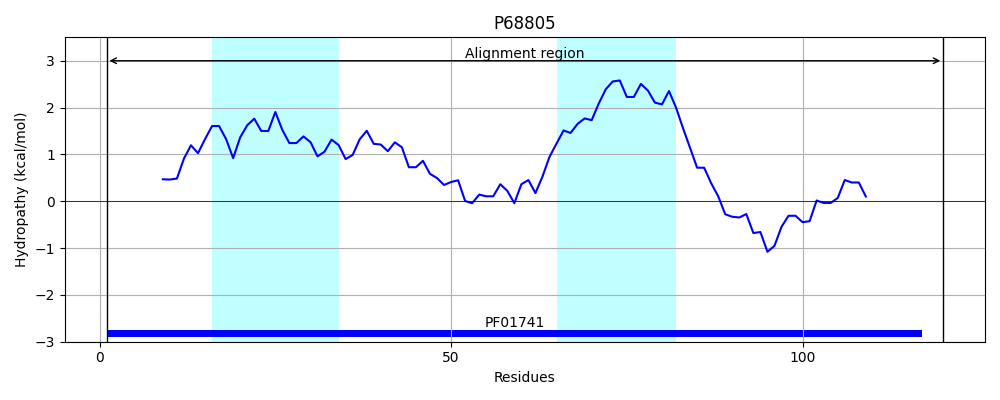 P68805
Alignment region
3
2
1
0
−1
−2
−3
Hydropathy (kcal/mol)
PF01741
0
50
100
Residues